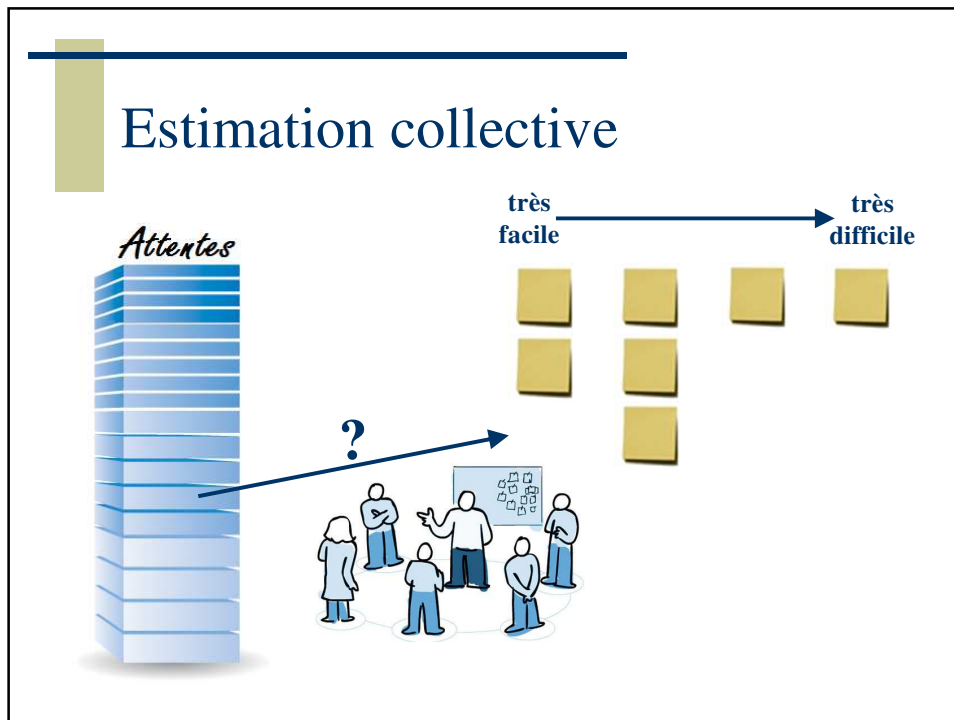 Estimation collective
très
facile
très
difficile
Attentes
?